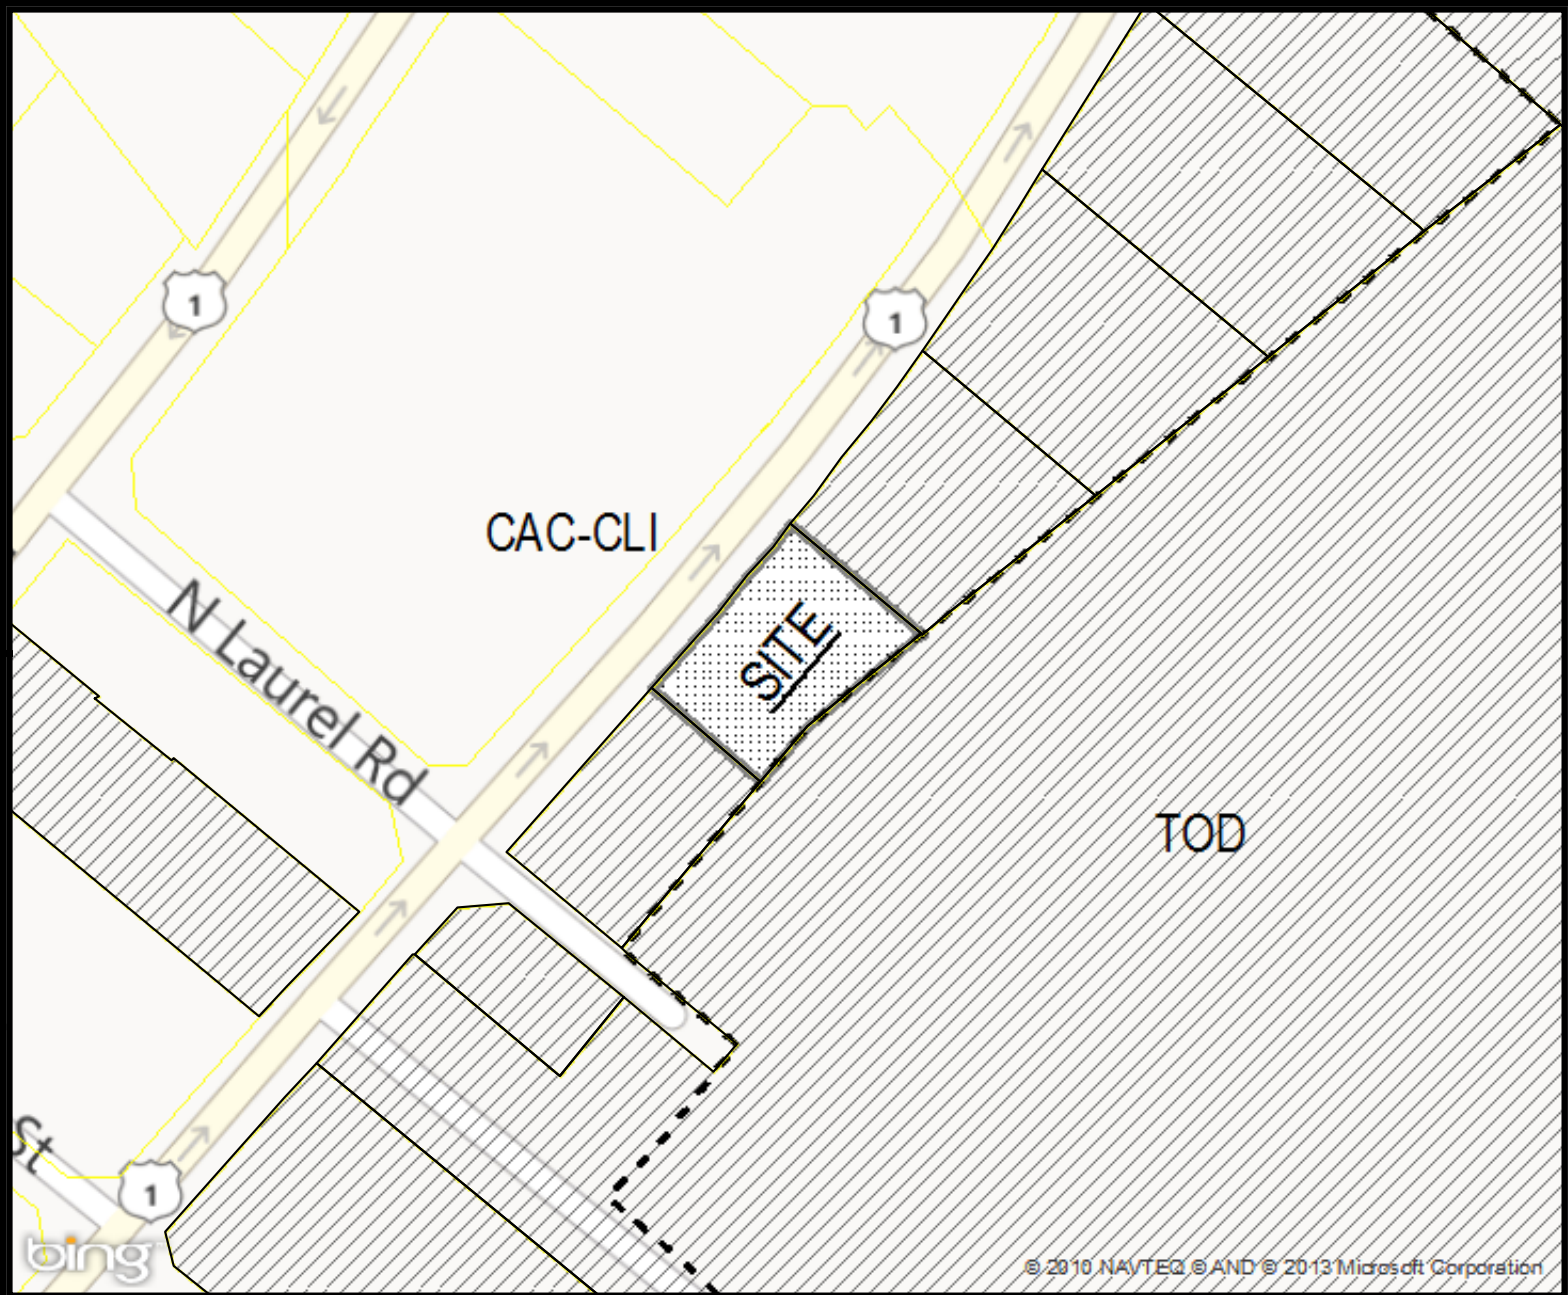 1
1
CAC-CLI
N Laurel Rd
SITE
TOD
St
1
bing
© 2010 NAVTEQ © AND © 2013 Microsoft Corporation